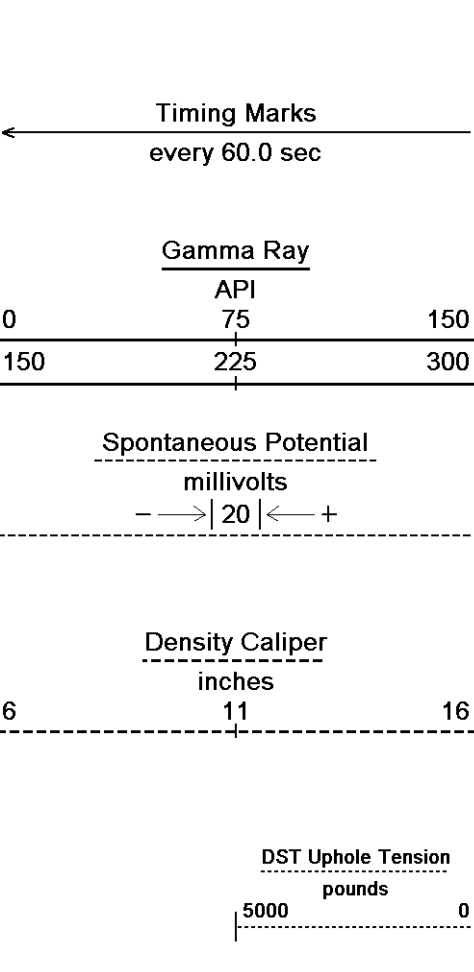 Timing Marks
every 60.0 sec
Gamma Ray
API
0 75 150
150 225 300
Spontaneous Potential
millivolts
− 20 +
Density Caliper
inches
6 11 16
DST Uphole Tension
pounds
5000 0